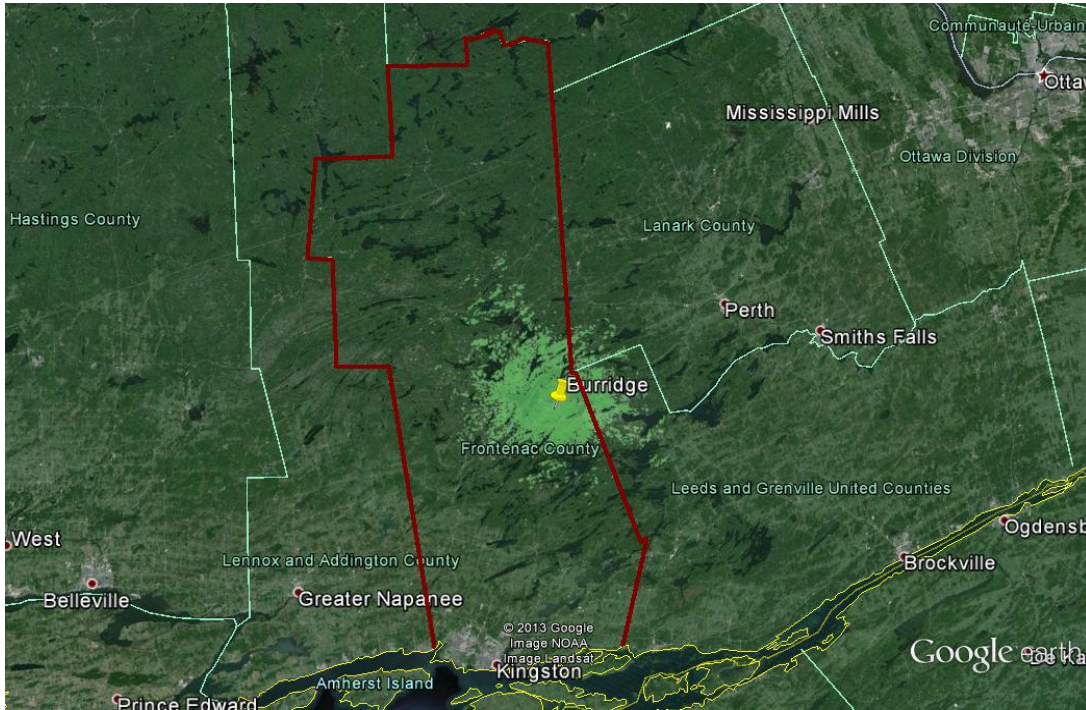 Communauté-Urbain
Ottaw
Mississippi Mills
Ottawa Division
Hastings County
Lanark County
Perth
Smiths Falls
Burridge
Frontenac County
Leeds and Grenville United Counties
Ogdensb
West
Brockville
Lennox and Addington County
Belleville
Greater Napanee
© 2013 Google
Image NOAA
Image Landsat
Google earth
De Ka
Kingston
Amherst Island
Prince Edward